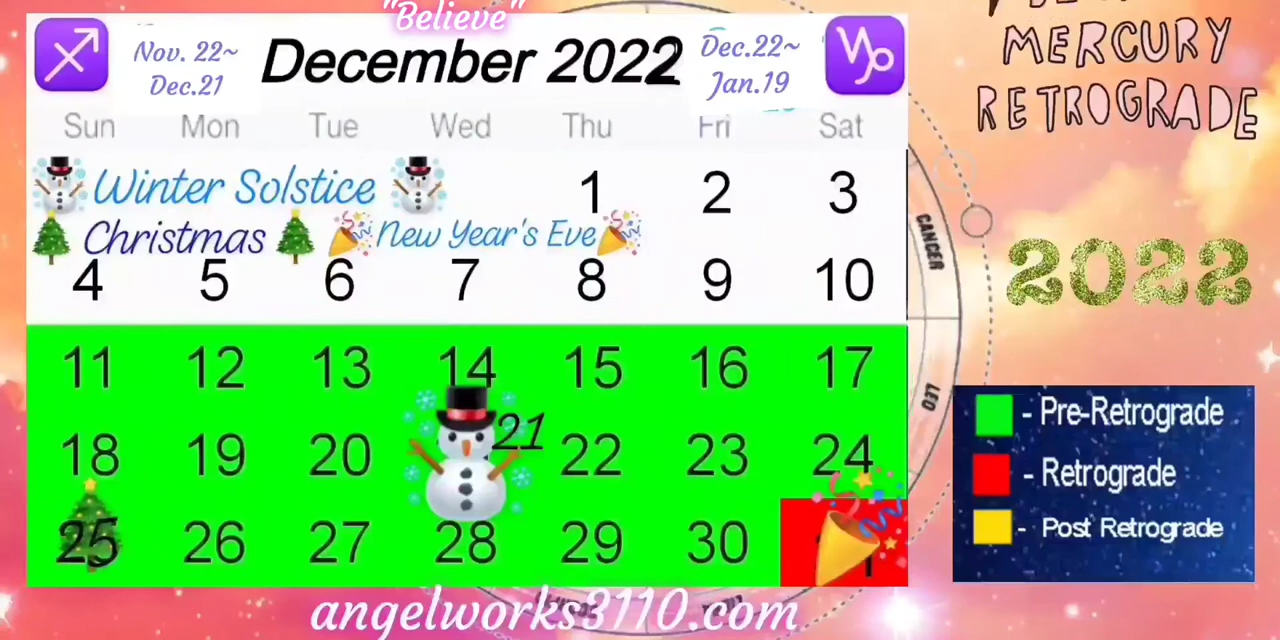 "Believe"
Nov. 22~
Dec.21
December 2022
Dec.22~
Jan.19
MERCURY
RETROGRADE
Sun Mon Tue Wed Thu Fri Sat
Winter Solstice
1 2 3
Christmas New Year's Eve
4 5 6 7 8 9 10
CANCER
2022
11 12 13 14 15 16 17
LEO
- Pre-Retrograde
18 19 20 21 22 23 24
- Retrograde
25 26 27 28 29 30
- Post Retrograde
angelworks3110.com